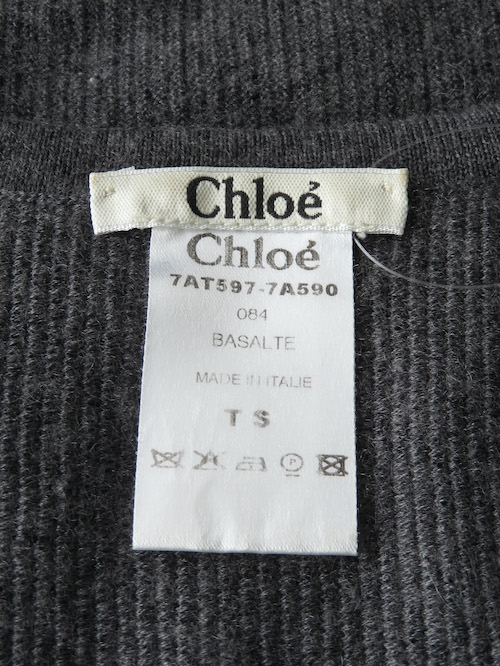 Chloé
Chloé
7AT597-7A590
084
BASALTE
MADE IN ITALIE
T S
P